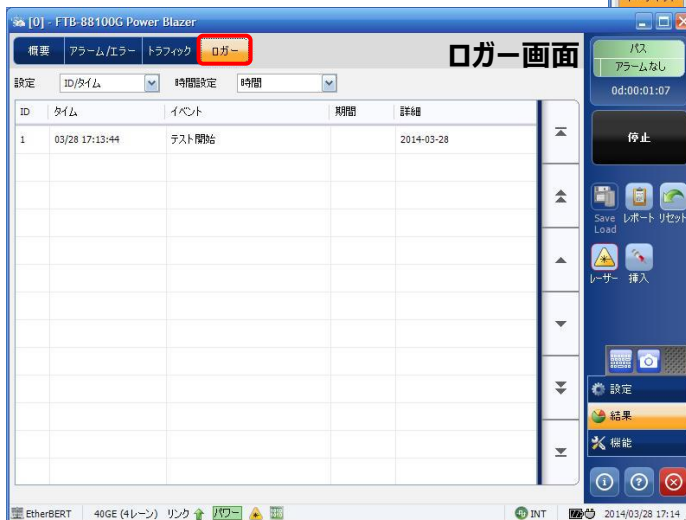 [0] - FTB-88100G Power Blazer
概要 アラーム/エラー トラフィック ロガー
ロガー画面
パス
アラームなし
0d:00:01:07
設定 ID/タイム 時間設定 時間
停止
ID タイム イベント 期間 詳細
1 03/28 17:13:44 テスト開始 2014-03-28
Save Load レポート リセット
レーザー 挿入
設定
結果
機能
EtherBERT 40GE (4レーン) リンク パワー INT 2014/03/28 17:14